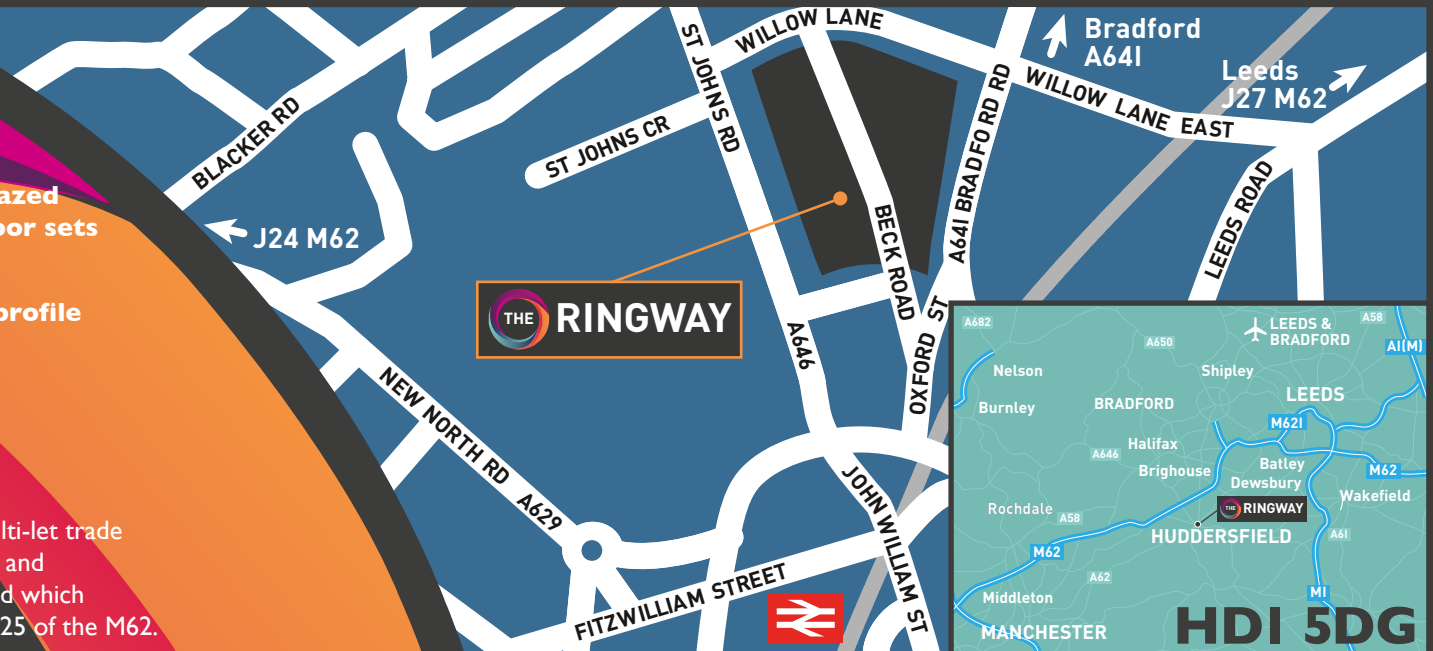 azed
oor sets
profile
lti-let trade
and
d which
25 of the M62.
BLACKER RD
J24 M62
ST JOHNS CR
ST JOHNS RD
WILLOW LANE
Bradford
A641
Leeds
J27 M62
WILLOW LANE EAST
LEEDS ROAD
A641 BRADFORD RD
BECK ROAD
OXFORD ST
A646
THE RINGWAY
NEW NORTH RD A629
JOHN WILLIAM ST
FITZWILLIAM STREET
A682
A650
LEEDS &
BRADFORD
A58
A1(M)
Nelson
Shipley
Burnley
BRADFORD
LEEDS
M621
Halifax
A646
Brighouse
Batley
Dewsbury
M62
Wakefield
Rochdale
A58
THE RINGWAY
HUDDERSFIELD
A61
M62
A62
M1
Middleton
MANCHESTER
HD1 5DG